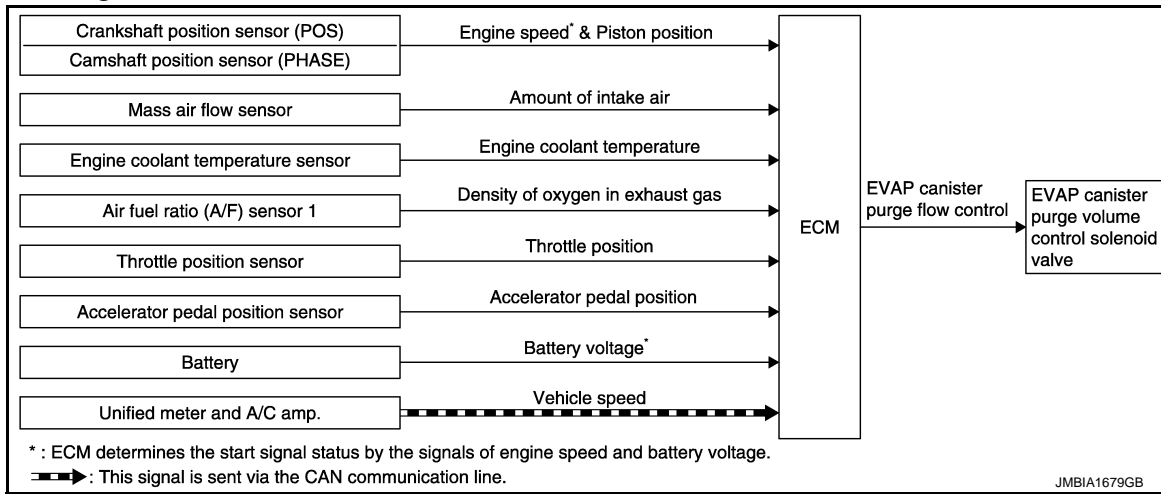 Crankshaft position sensor (POS)
Camshaft position sensor (PHASE)
Engine speed* & Piston position
Mass air flow sensor
Amount of intake air
Engine coolant temperature sensor
Engine coolant temperature
Air fuel ratio (A/F) sensor 1
Density of oxygen in exhaust gas
Throttle position sensor
Throttle position
Accelerator pedal position sensor
Accelerator pedal position
Battery
Battery voltage*
Unified meter and A/C amp.
Vehicle speed
ECM
EVAP canister
purge flow control
EVAP canister
purge volume
control solenoid
valve
* : ECM determines the start signal status by the signals of engine speed and battery voltage.
: This signal is sent via the CAN communication line.
JMBIA1679GB